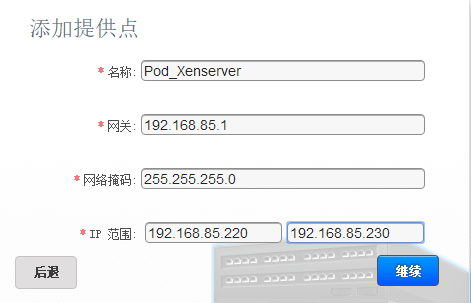 添加提供点
* 名称: Pod_Xenserver
* 网关: 192.168.85.1
* 网络掩码: 255.255.255.0
* IP 范围: 192.168.85.220 192.168.85.230
后退 继续